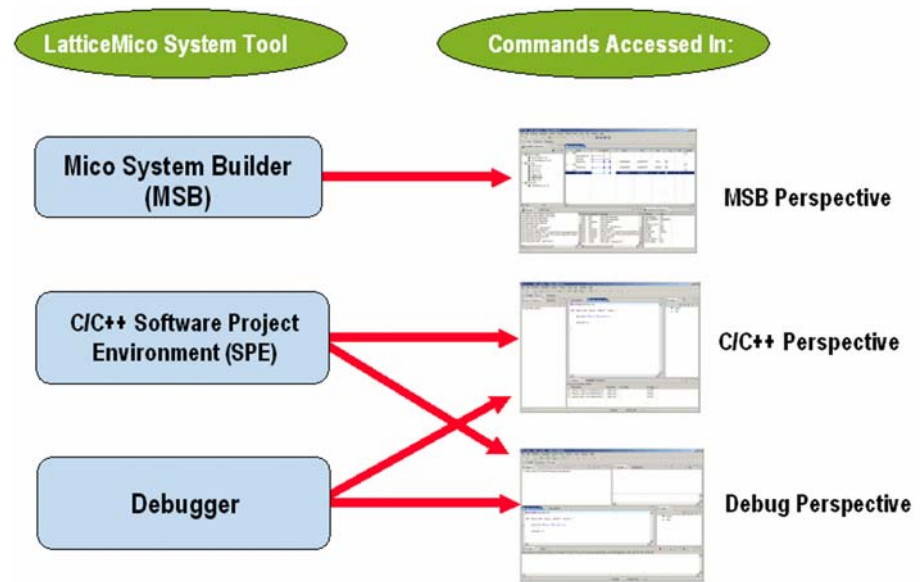 LatticeMico System Tool
Commands Accessed In:
Mico System Builder
(MSB)
MSB Perspective
C/C++ Software Project
Environment (SPE)
C/C++ Perspective
Debugger
Debug Perspective